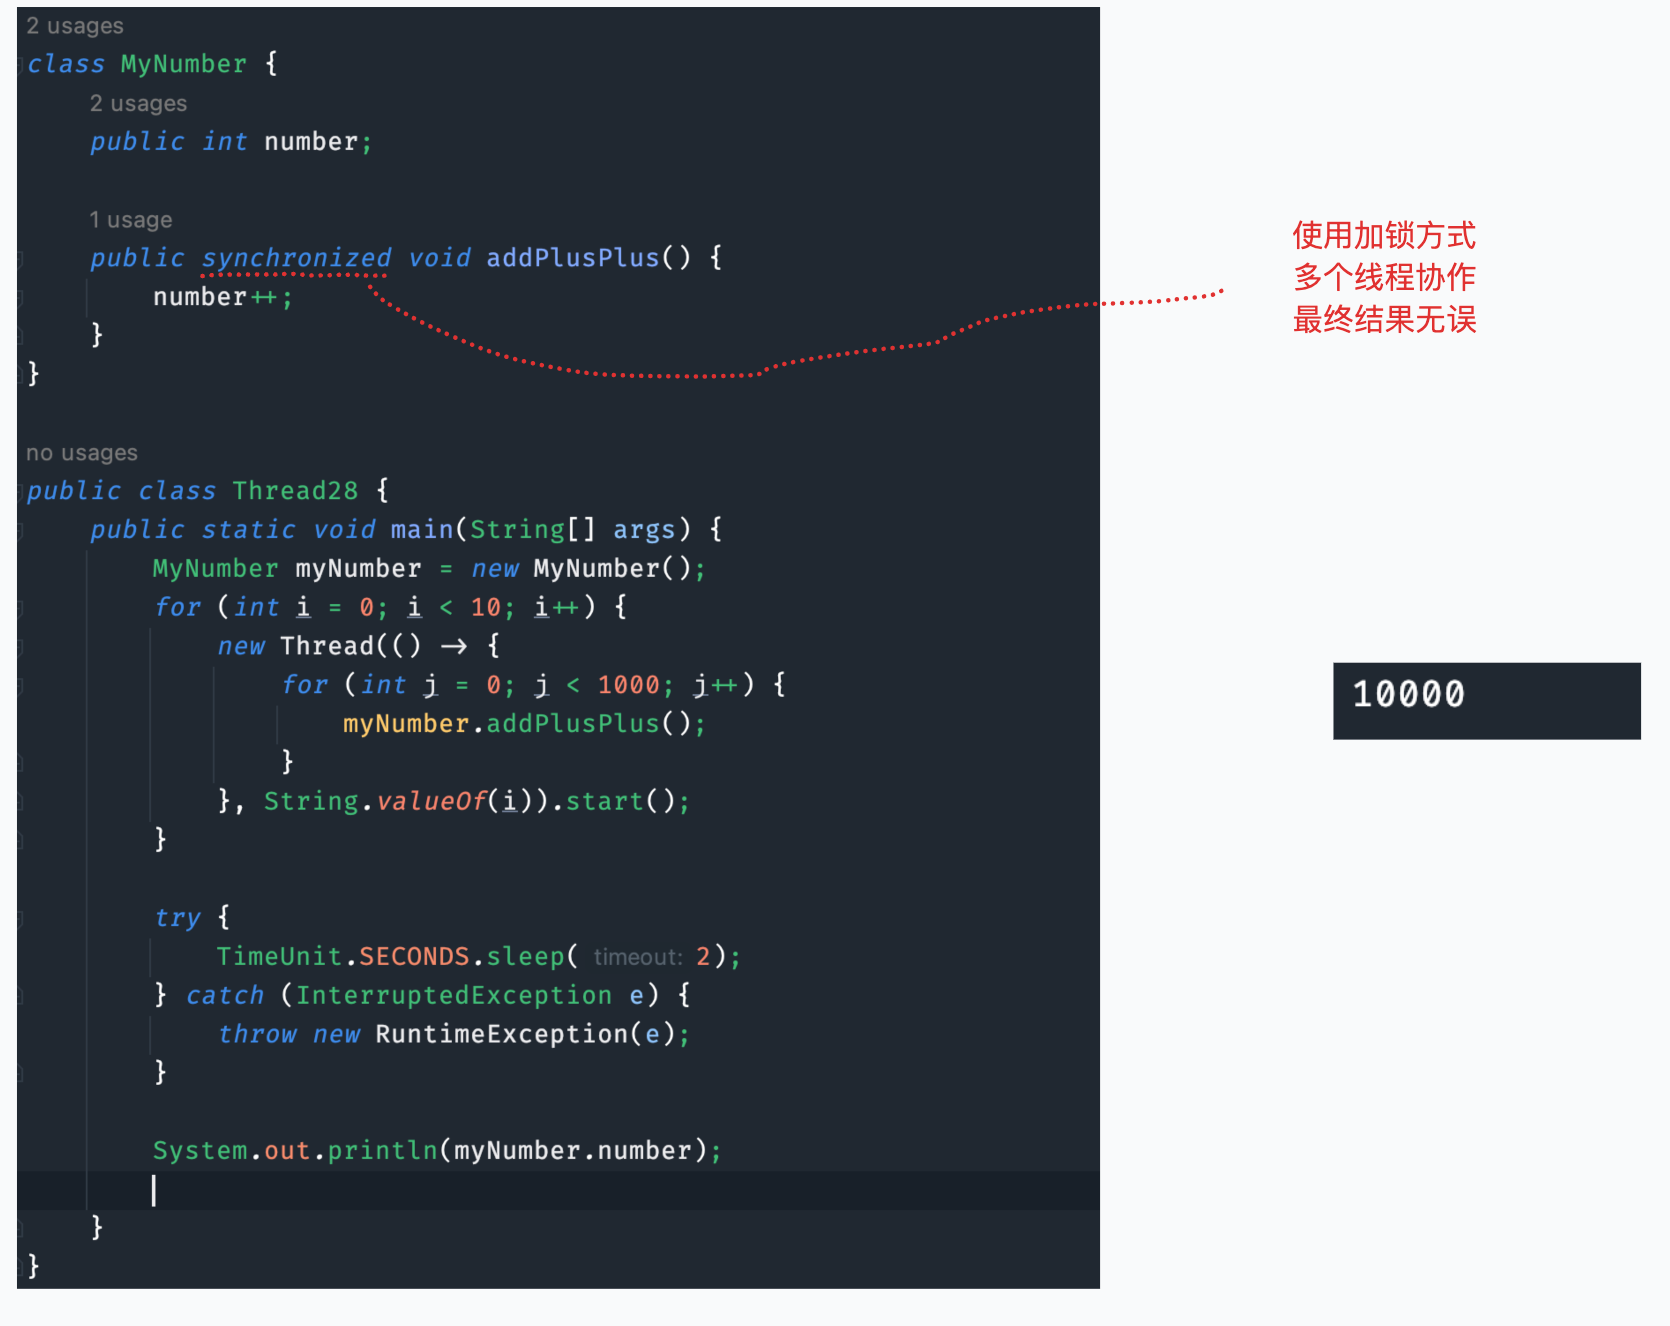 2 usages
class MyNumber {
2 usages
public int number;
1 usage
public synchronized void addPlusPlus() {
number++;
}
}
no usages
public class Thread28 {
public static void main(String[] args) {
MyNumber myNumber = new MyNumber();
for (int i = 0; i < 10; i++) {
new Thread(() -> {
for (int j = 0; j < 1000; j++) {
myNumber.addPlusPlus();
}
}, String.valueOf(i)).start();
}
try {
TimeUnit.SECONDS.sleep( timeout: 2);
} catch (InterruptedException e) {
throw new RuntimeException(e);
}
System.out.println(myNumber.number);
}
}
使用加锁方式
多个线程协作
最终结果无误
10000